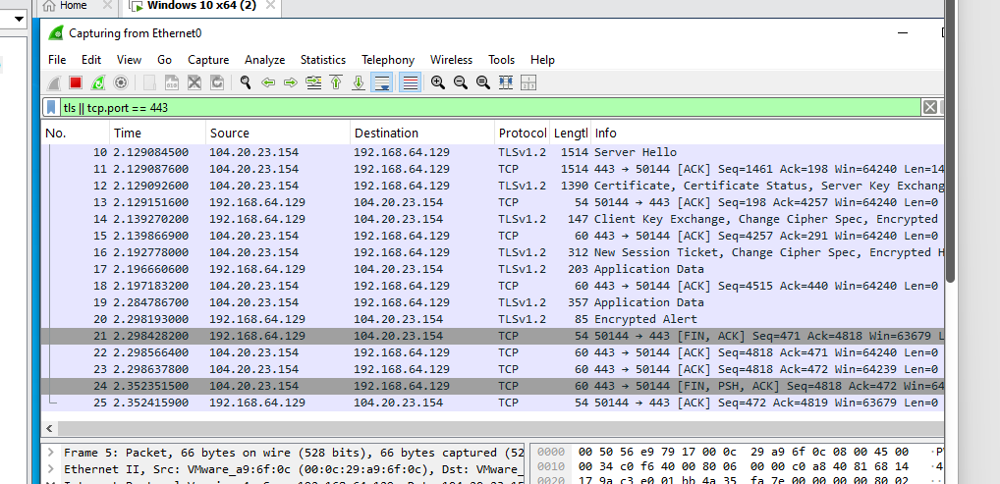 Home Windows 10 x64 (2)
Capturing from Ethernet0
File Edit View Go Capture Analyze Statistics Telephony Wireless Tools Help
tls || tcp.port == 443
No. Time Source Destination Protocol Lengtl Info
10 2.129084500 104.20.23.154 192.168.64.129 TLSv1.2 1514 Server Hello
11 2.129087600 104.20.23.154 192.168.64.129 TCP 1514 443 → 50144 [ACK] Seq=1461 Ack=198 Win=64240 Len=14
12 2.129092600 104.20.23.154 192.168.64.129 TLSv1.2 1390 Certificate, Certificate Status, Server Key Exchang
13 2.129151600 192.168.64.129 104.20.23.154 TCP 54 50144 → 443 [ACK] Seq=198 Ack=4257 Win=64240 Len=0
14 2.139270200 192.168.64.129 104.20.23.154 TLSv1.2 147 Client Key Exchange, Change Cipher Spec, Encrypted
15 2.139866900 104.20.23.154 192.168.64.129 TCP 60 443 → 50144 [ACK] Seq=4257 Ack=291 Win=64240 Len=0
16 2.192778000 104.20.23.154 192.168.64.129 TLSv1.2 312 New Session Ticket, Change Cipher Spec, Encrypted H
17 2.196660600 192.168.64.129 104.20.23.154 TLSv1.2 203 Application Data
18 2.197183200 104.20.23.154 192.168.64.129 TCP 60 443 → 50144 [ACK] Seq=4515 Ack=440 Win=64240 Len=0
19 2.284786700 104.20.23.154 192.168.64.129 TLSv1.2 357 Application Data
20 2.298193000 192.168.64.129 104.20.23.154 TLSv1.2 85 Encrypted Alert
21 2.298428200 192.168.64.129 104.20.23.154 TCP 54 50144 → 443 [FIN, ACK] Seq=471 Ack=4818 Win=63679 L
22 2.298566400 104.20.23.154 192.168.64.129 TCP 60 443 → 50144 [ACK] Seq=4818 Ack=471 Win=64240 Len=0
23 2.298637800 104.20.23.154 192.168.64.129 TCP 60 443 → 50144 [ACK] Seq=4818 Ack=472 Win=64239 Len=0
24 2.352351500 104.20.23.154 192.168.64.129 TCP 60 443 → 50144 [FIN, PSH, ACK] Seq=4818 Ack=472 Win=64
25 2.352415900 192.168.64.129 104.20.23.154 TCP 54 50144 → 443 [ACK] Seq=472 Ack=4819 Win=63679 Len=0
Frame 5: Packet, 66 bytes on wire (528 bits), 66 bytes captured (52 0000 00 50 56 e9 79 17 00 0c 29 a9 6f 0c 08 00 45 00 ·P
Ethernet II, Src: VMware_a9:6f:0c (00:0c:29:a9:6f:0c), Dst: VMware_ 0010 00 34 c0 f6 40 00 80 06 00 00 c0 a8 40 81 68 14 ·4
0020 17 9a c3 e0 01 bb 4a 35 fa 7e 00 00 00 00 80 02